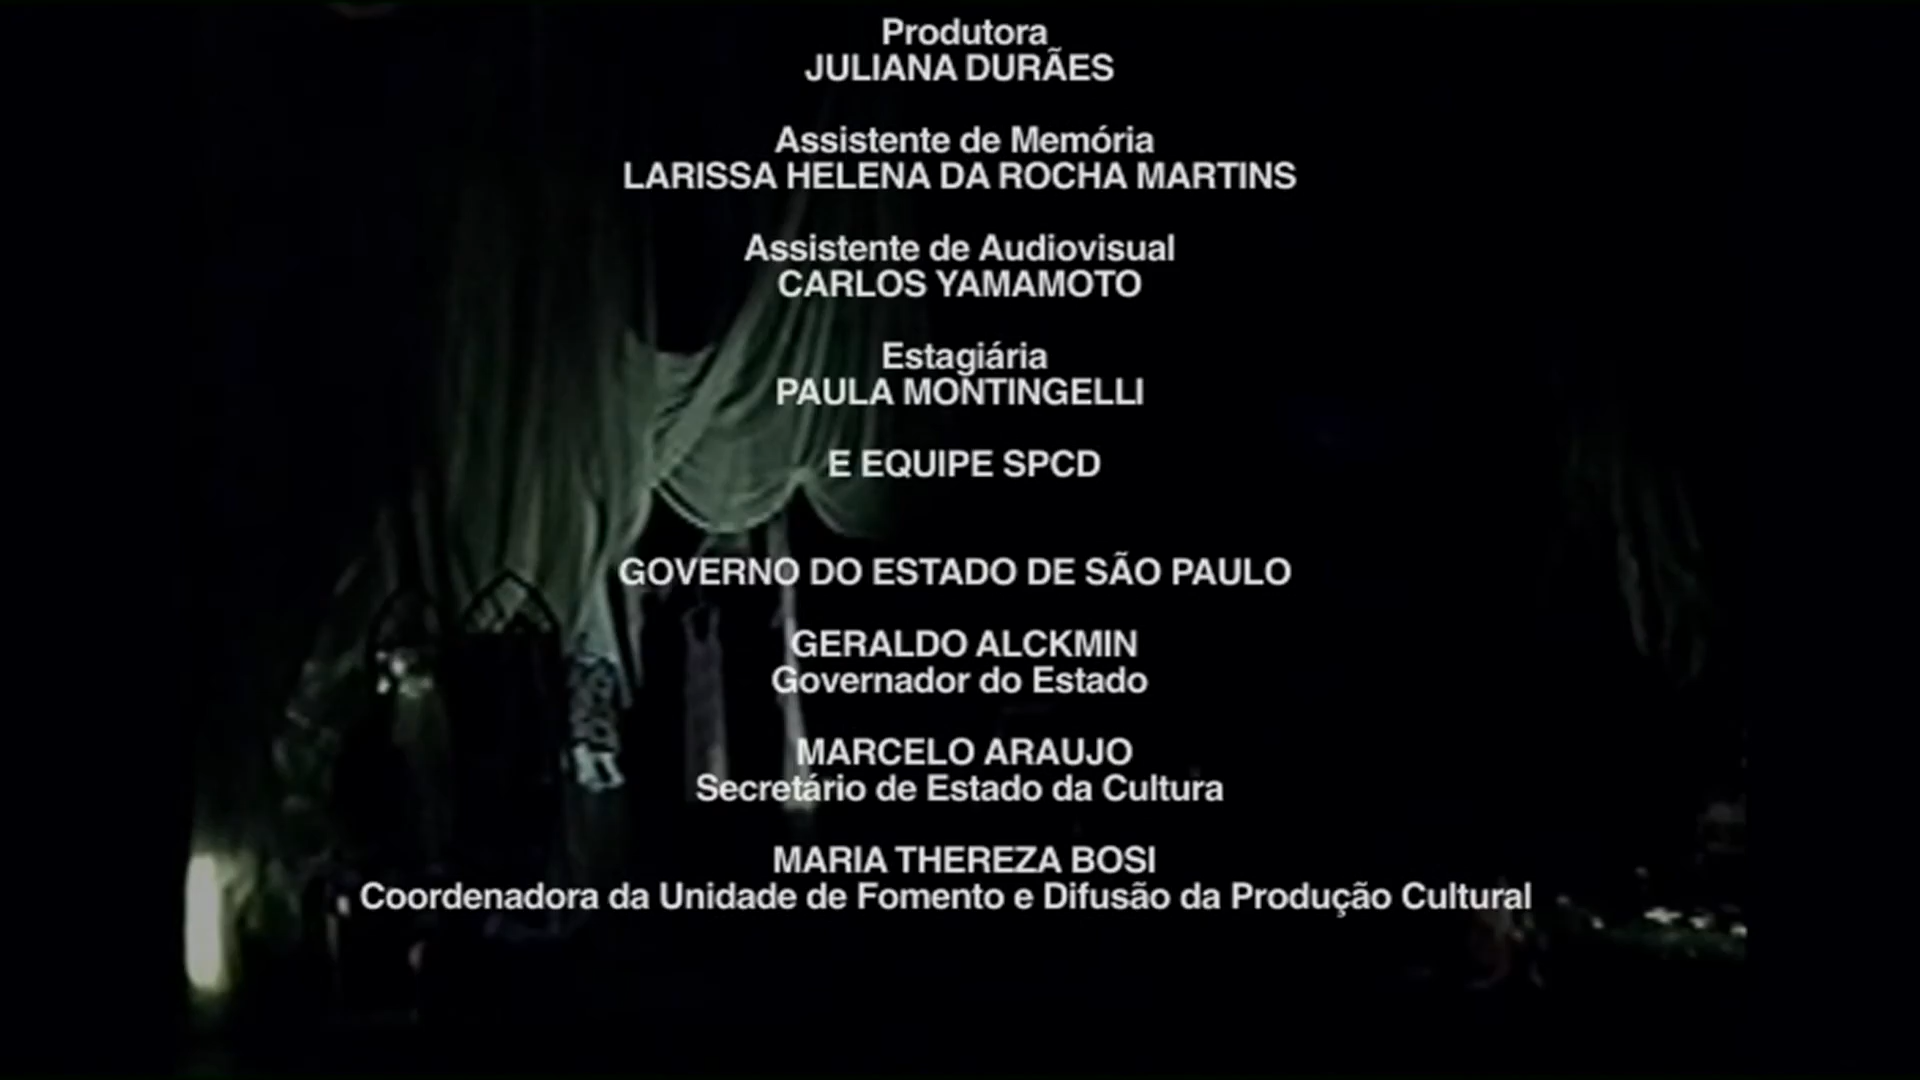 Produtora
JULIANA DURÃES
Assistente de Memória
LARISSA HELENA DA ROCHA MARTINS
Assistente de Audiovisual
CARLOS YAMAMOTO
Estagiária
PAULA MONTINGELLI
E EQUIPE SPCD
GOVERNO DO ESTADO DE SÃO PAULO
GERALDO ALCKMIN
Governador do Estado
MARCELO ARAUJO
Secretário de Estado da Cultura
MARIA THEREZA BOSI
Coordenadora da Unidade de Fomento e Difusão da Produção Cultural